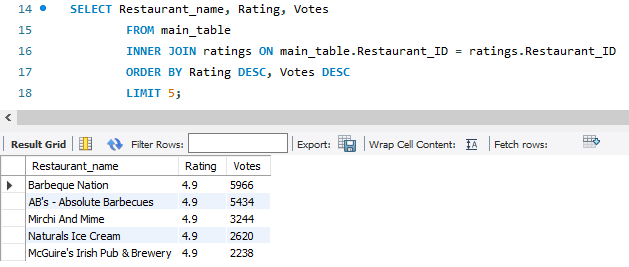 14 SELECT Restaurant_name, Rating, Votes
15 FROM main_table
16 INNER JOIN ratings ON main_table.Restaurant_ID = ratings.Restaurant_ID
17 ORDER BY Rating DESC, Votes DESC
18 LIMIT 5;
Result Grid Filter Rows: Export: Wrap Cell Content: IA Fetch rows:
Restaurant_name Rating Votes
Barbeque Nation 4.9 5966
AB's - Absolute Barbecues 4.9 5434
Mirchi And Mime 4.9 3244
Naturals Ice Cream 4.9 2620
McGuire's Irish Pub & Brewery 4.9 2238